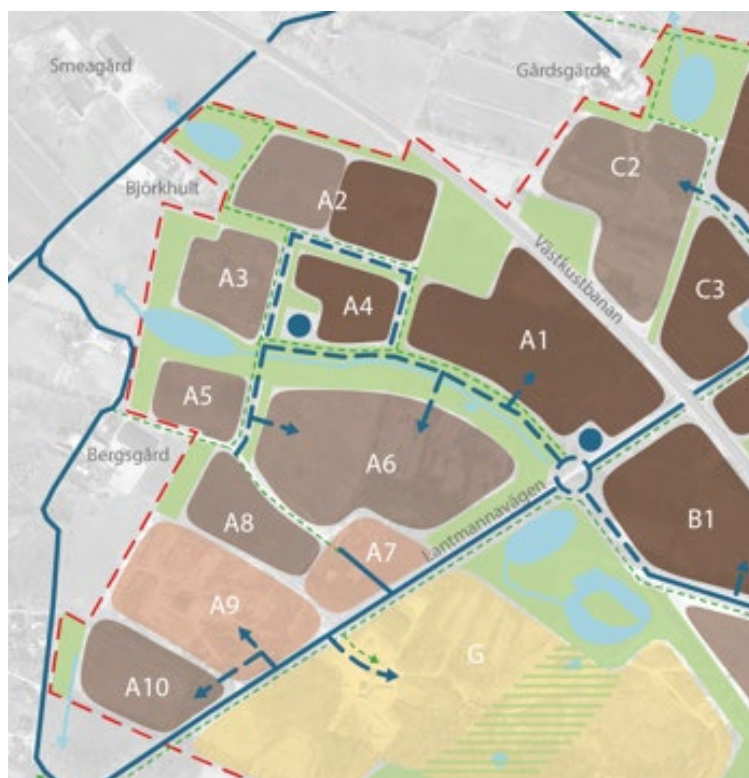 Smeagård
Gårdsgärde
Björkhult
C2
A2
Västkustbanan
A3
C3
A4
A1
A5
Bergsgård
A6
Lantmannavägen
B1
A8
A7
A9
G
A10